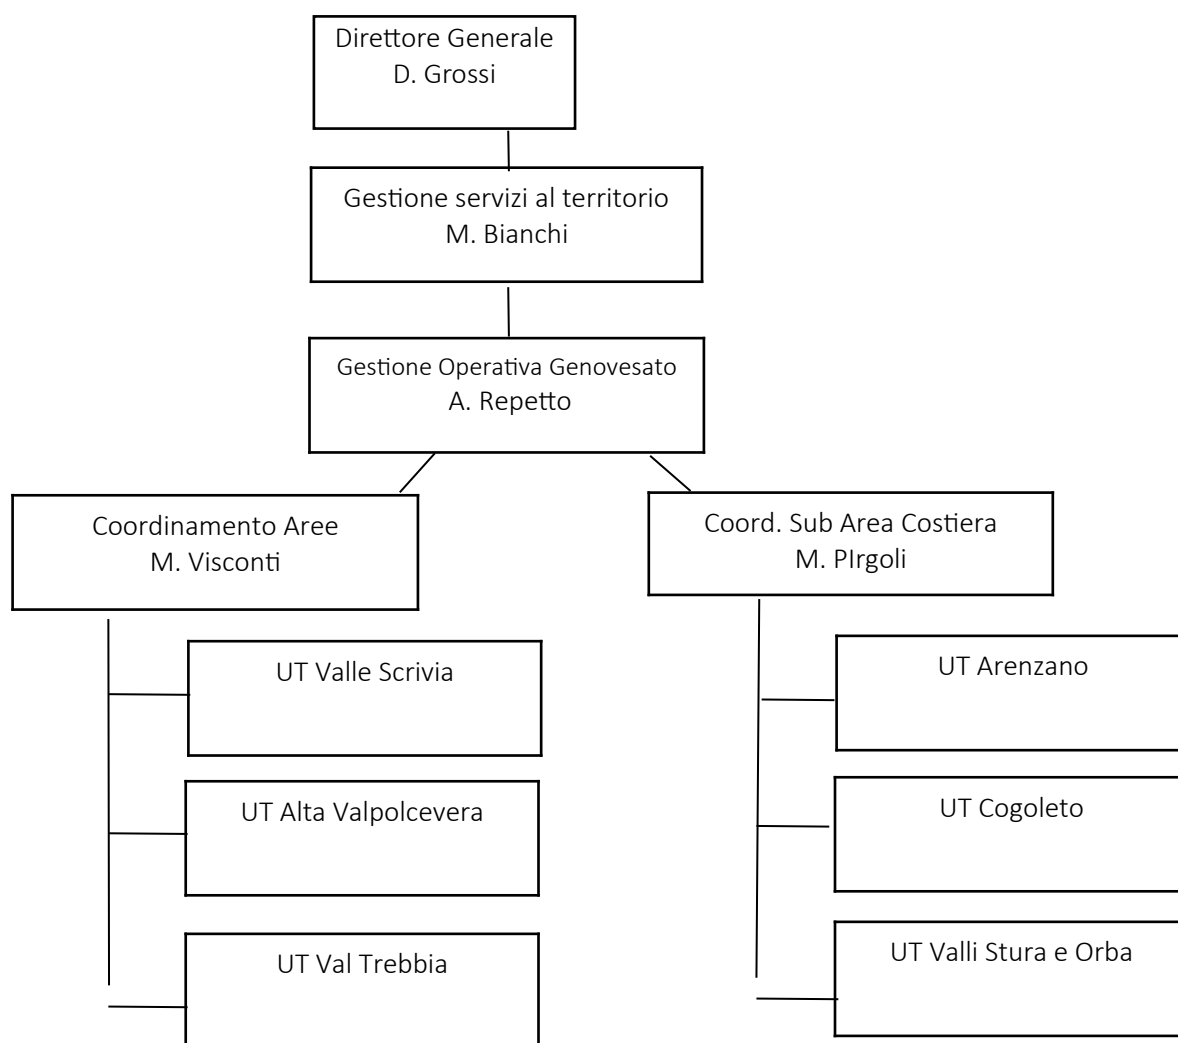 Direttore Generale
D. Grossi
Gestione servizi al territorio
M. Bianchi
Gestione Operativa Genovesato
A. Repetto
Coordinamento Aree
M. Visconti
Coord. Sub Area Costiera
M. PIrgoli
UT Valle Scrivia
UT Alta Valpolcevera
UT Val Trebbia
UT Arenzano
UT Cogoleto
UT Valli Stura e Orba